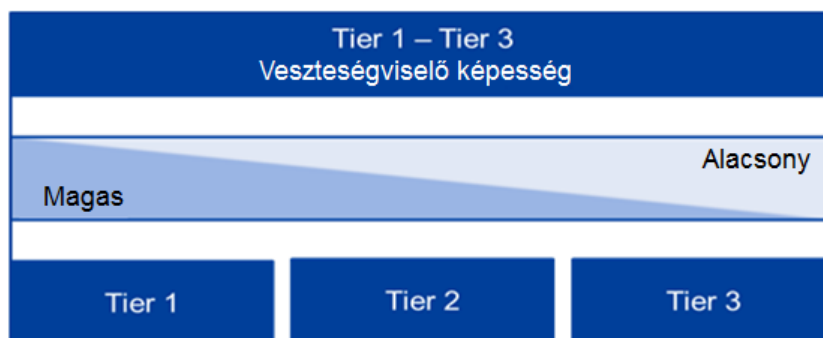 Tier 1 – Tier 3
Veszteségviselő képesség
Alacsony
Magas
Tier 1
Tier 2
Tier 3